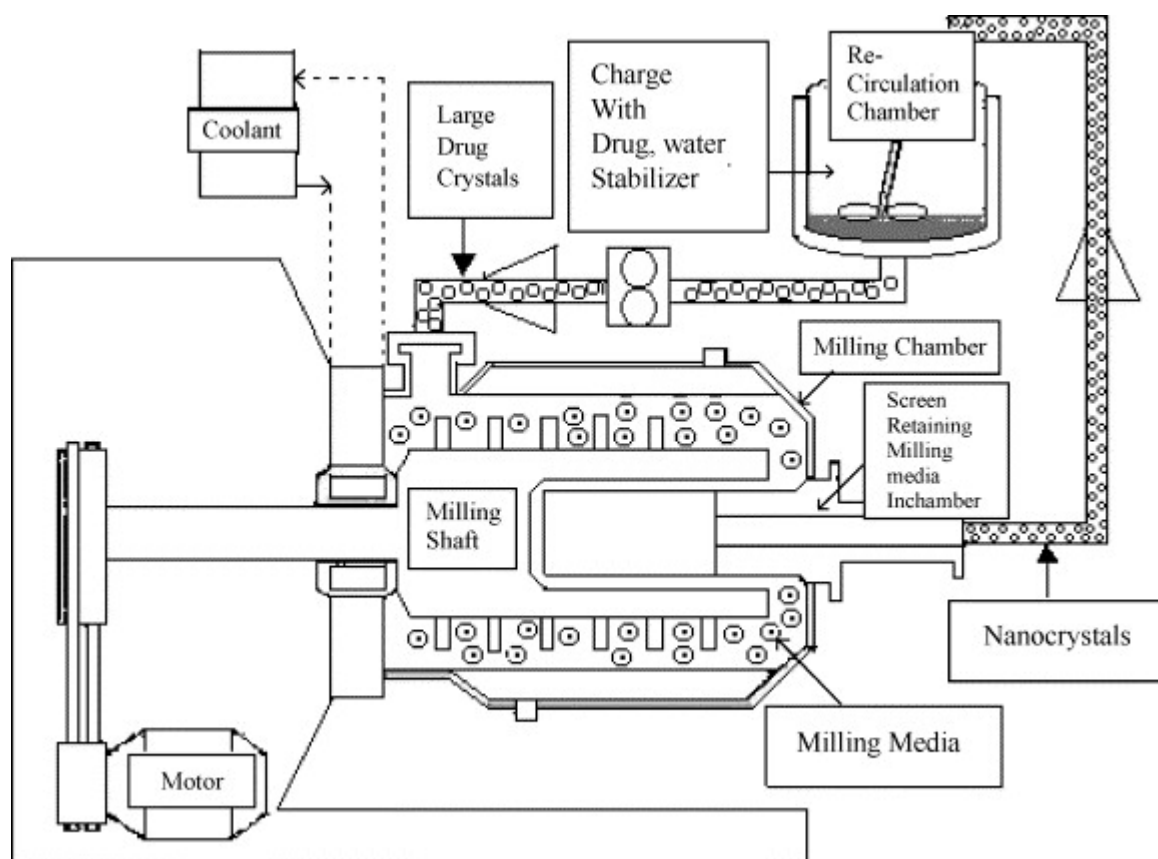 Coolant
Large
Drug
Crystals
Charge
With
Drug, water
Stabilizer
Re-
Circulation
Chamber
Milling Chamber
Screen
Retaining
Milling
media
Inchamber
Milling
Shaft
Nanocrystals
Milling Media
Motor